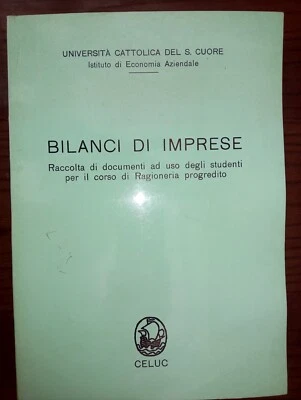 UNIVERSITÀ CATTOLICA DEL S. CUORE
Istituto di Economia Aziendale
BILANCI DI IMPRESE
Raccolta di documenti ad uso degli studenti
per il corso di Ragioneria progredito
CELUC